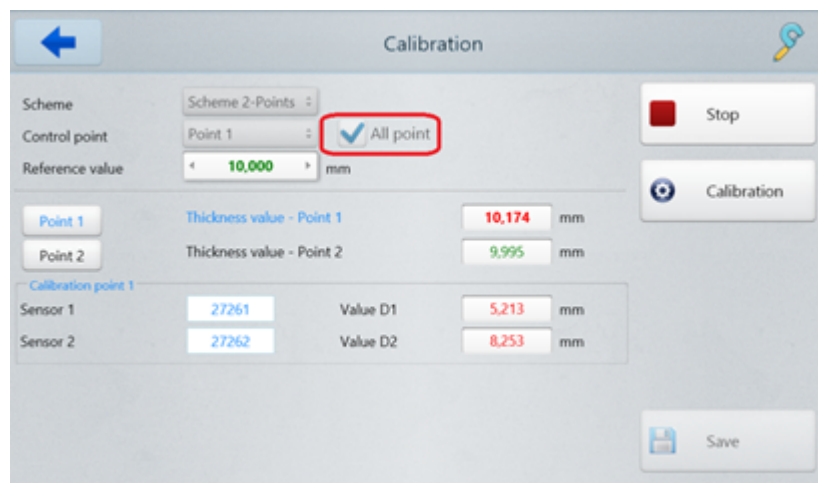 Calibration
Scheme Scheme 2-Points
Control point Point 1 All point
Reference value 10,000 mm
Stop
Calibration
Point 1 Thickness value - Point 1 10,174 mm
Point 2 Thickness value - Point 2 9,995 mm
Calibration point 1
Sensor 1 27261 Value D1 5,213 mm
Sensor 2 27262 Value D2 8,253 mm
Save